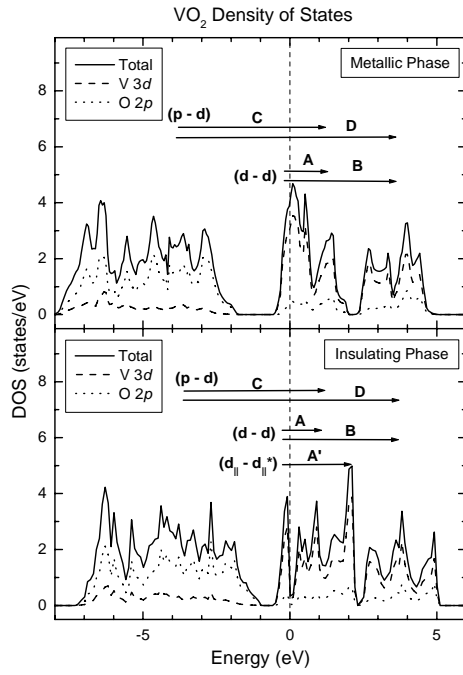 VO2 Density of States
Total
V 3d
O 2p
Metallic Phase
(p - d)
C
D
A
(d - d)
B
8
6
4
2
0
Total
V 3d
O 2p
Insulating Phase
(p - d)
C
D
A
(d - d)
B
(d|| - d||*)
A'
8
6
4
2
0
DOS (states/eV)
-5
0
5
Energy (eV)